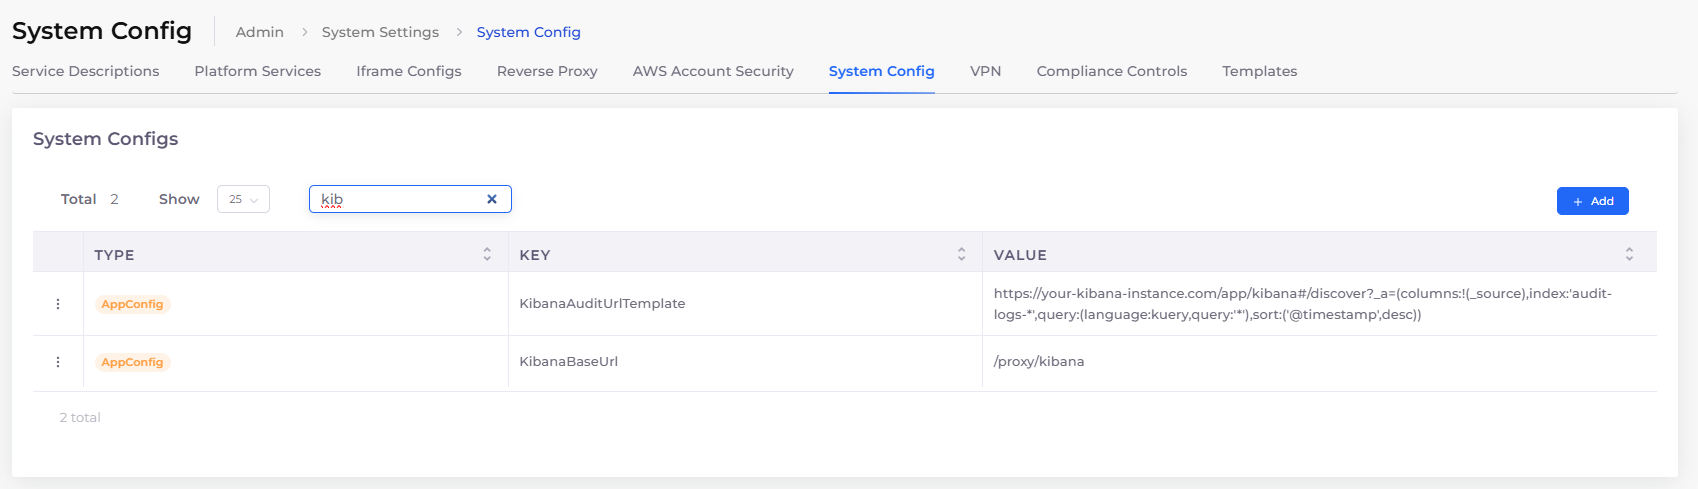 System Config
Admin > System Settings > System Config
Service Descriptions Platform Services Iframe Configs Reverse Proxy AWS Account Security System Config VPN Compliance Controls Templates
System Configs
Total 2 Show 25 kib
+ Add
TYPE KEY VALUE
AppConfig KibanaAuditUrlTemplate https://your-kibana-instance.com/app/kibana#/discover?_a=(columns:!(_source),index:'audit-
logs-*',query:(language:kuery,query:'*'),sort:('@timestamp',desc))
AppConfig KibanaBaseUrl /proxy/kibana
2 total